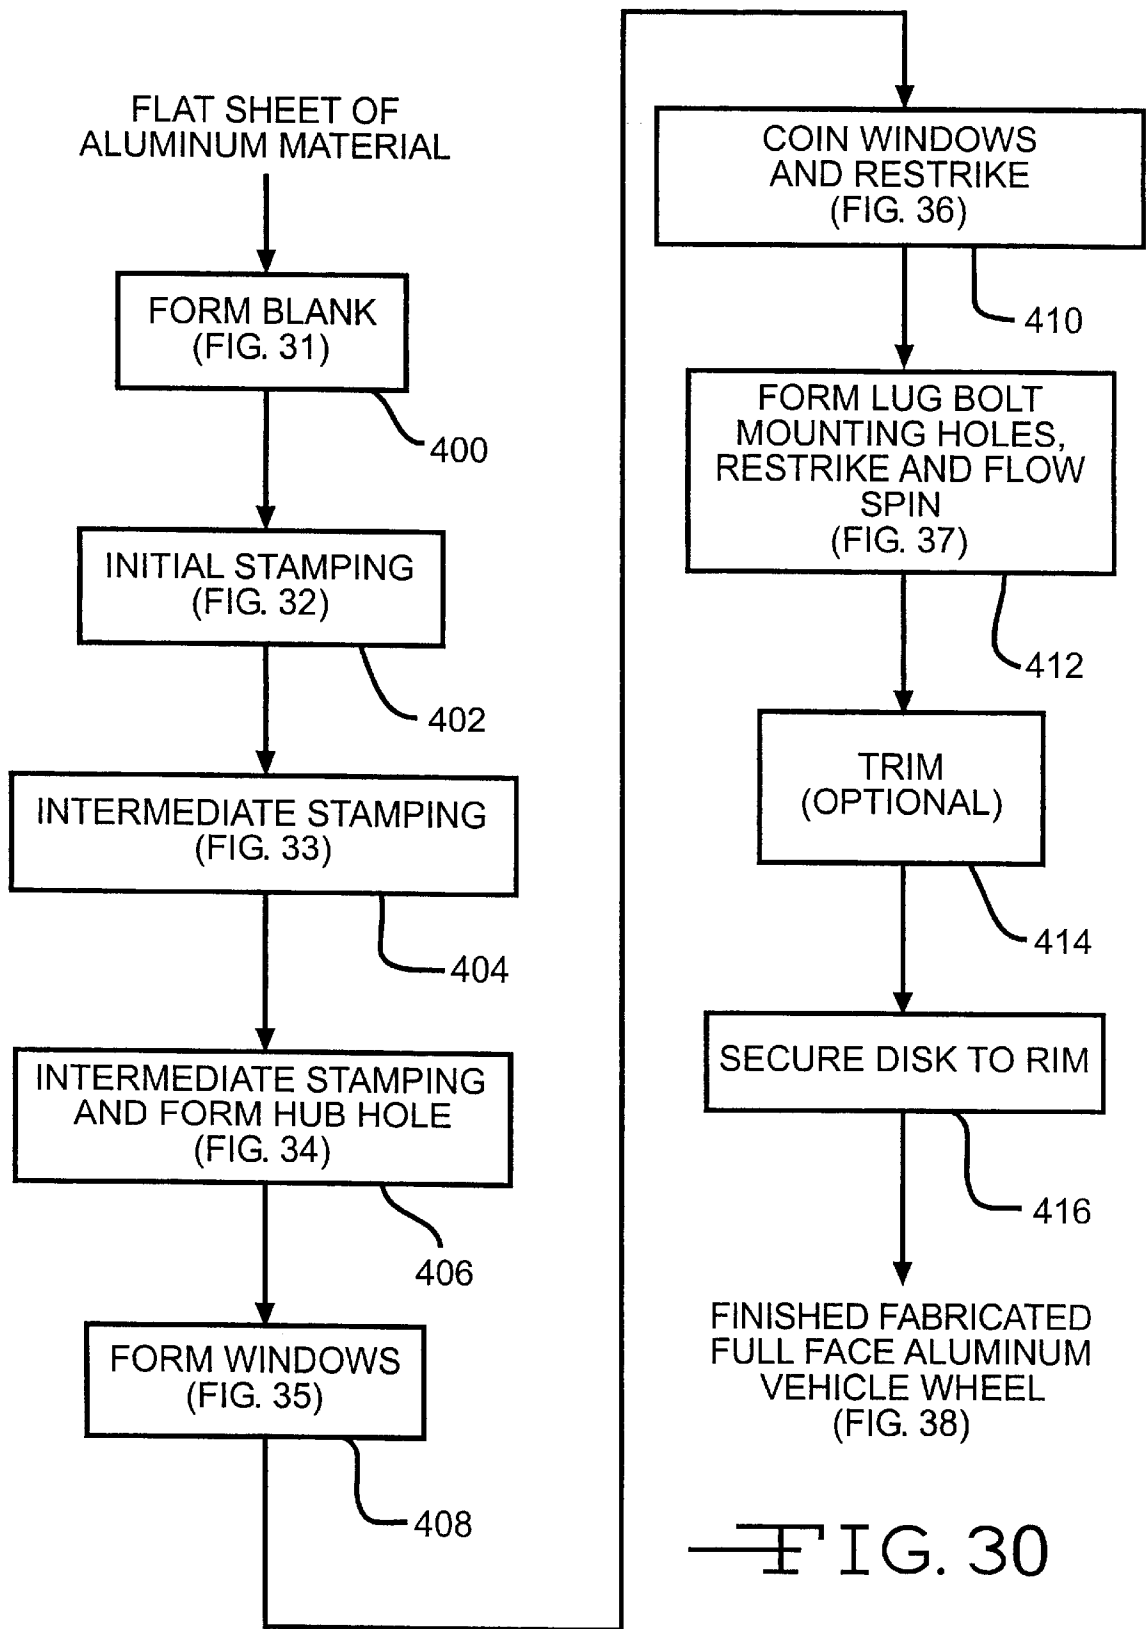 FLAT SHEET OF
ALUMINUM MATERIAL
FORM BLANK
(FIG. 31)
400
INITIAL STAMPING
(FIG. 32)
402
INTERMEDIATE STAMPING
(FIG. 33)
404
INTERMEDIATE STAMPING
AND FORM HUB HOLE
(FIG. 34)
406
FORM WINDOWS
(FIG. 35)
408
COIN WINDOWS
AND RESTRIKE
(FIG. 36)
410
FORM LUG BOLT
MOUNTING HOLES,
RESTRIKE AND FLOW
SPIN
(FIG. 37)
412
TRIM
(OPTIONAL)
414
SECURE DISK TO RIM
416
FINISHED FABRICATED
FULL FACE ALUMINUM
VEHICLE WHEEL
(FIG. 38)
FIG. 30